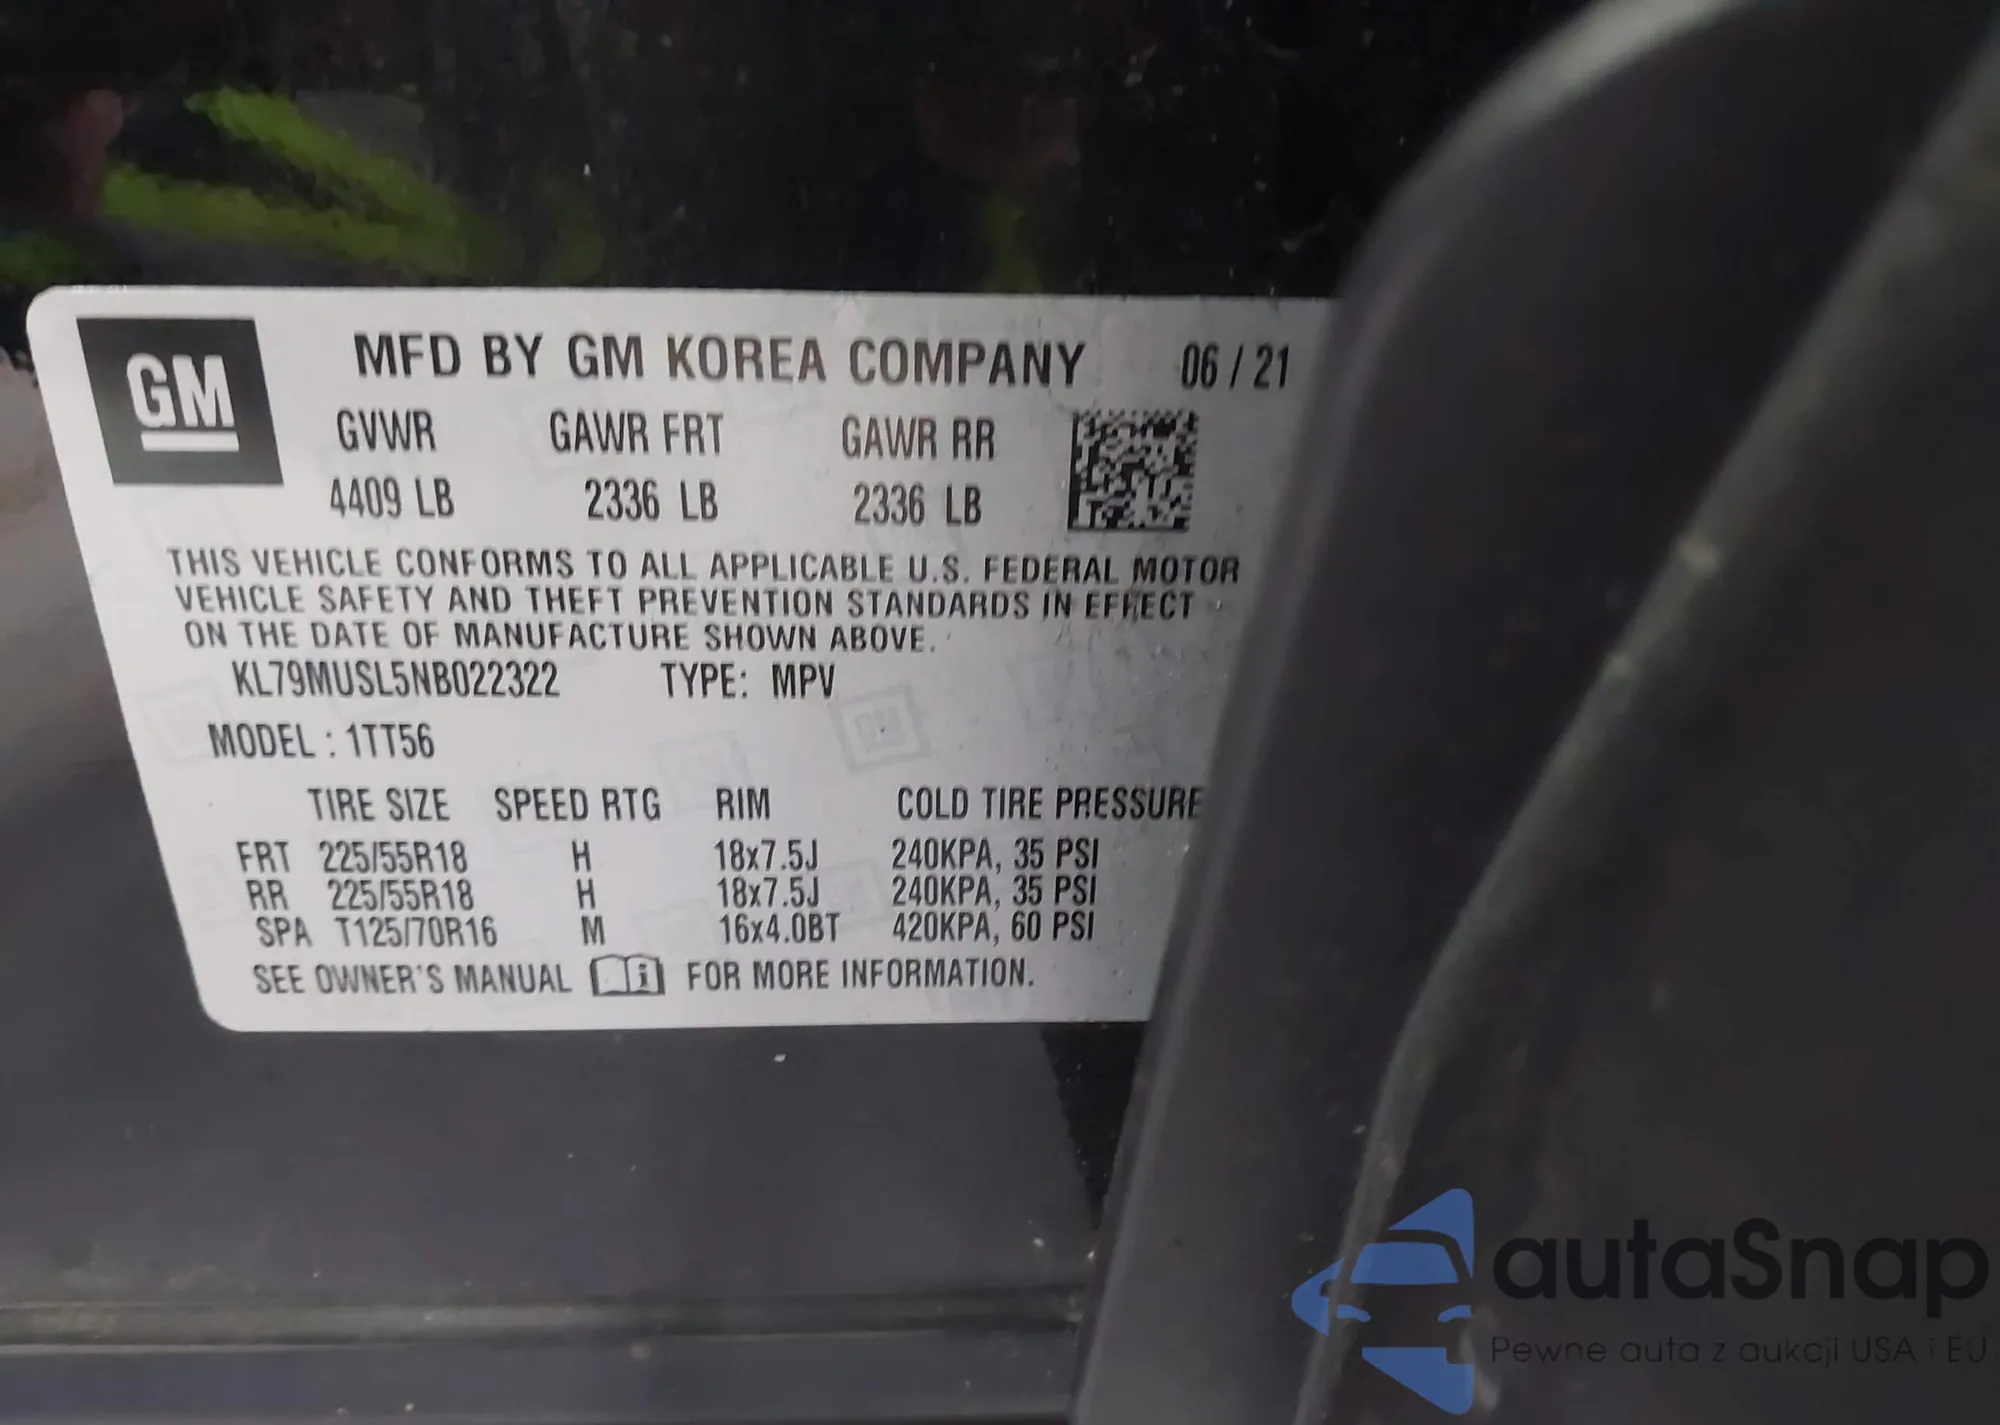 GM
MFD BY GM KOREA COMPANY 06 / 21
GVWR GAWR FRT GAWR RR
4409 LB 2336 LB 2336 LB
THIS VEHICLE CONFORMS TO ALL APPLICABLE U.S. FEDERAL MOTOR
VEHICLE SAFETY AND THEFT PREVENTION STANDARDS IN EFFECT
ON THE DATE OF MANUFACTURE SHOWN ABOVE.
KL79MUSL5NB022322 TYPE: MPV
MODEL : 1TT56
TIRE SIZE SPEED RTG RIM COLD TIRE PRESSURE
FRT 225/55R18 H 18x7.5J 240KPA, 35 PSI
RR 225/55R18 H 18x7.5J 240KPA, 35 PSI
SPA T125/70R16 M 16x4.0BT 420KPA, 60 PSI
SEE OWNER'S MANUAL i FOR MORE INFORMATION.
autaSnap
Pewne auta z aukcji USA i EU